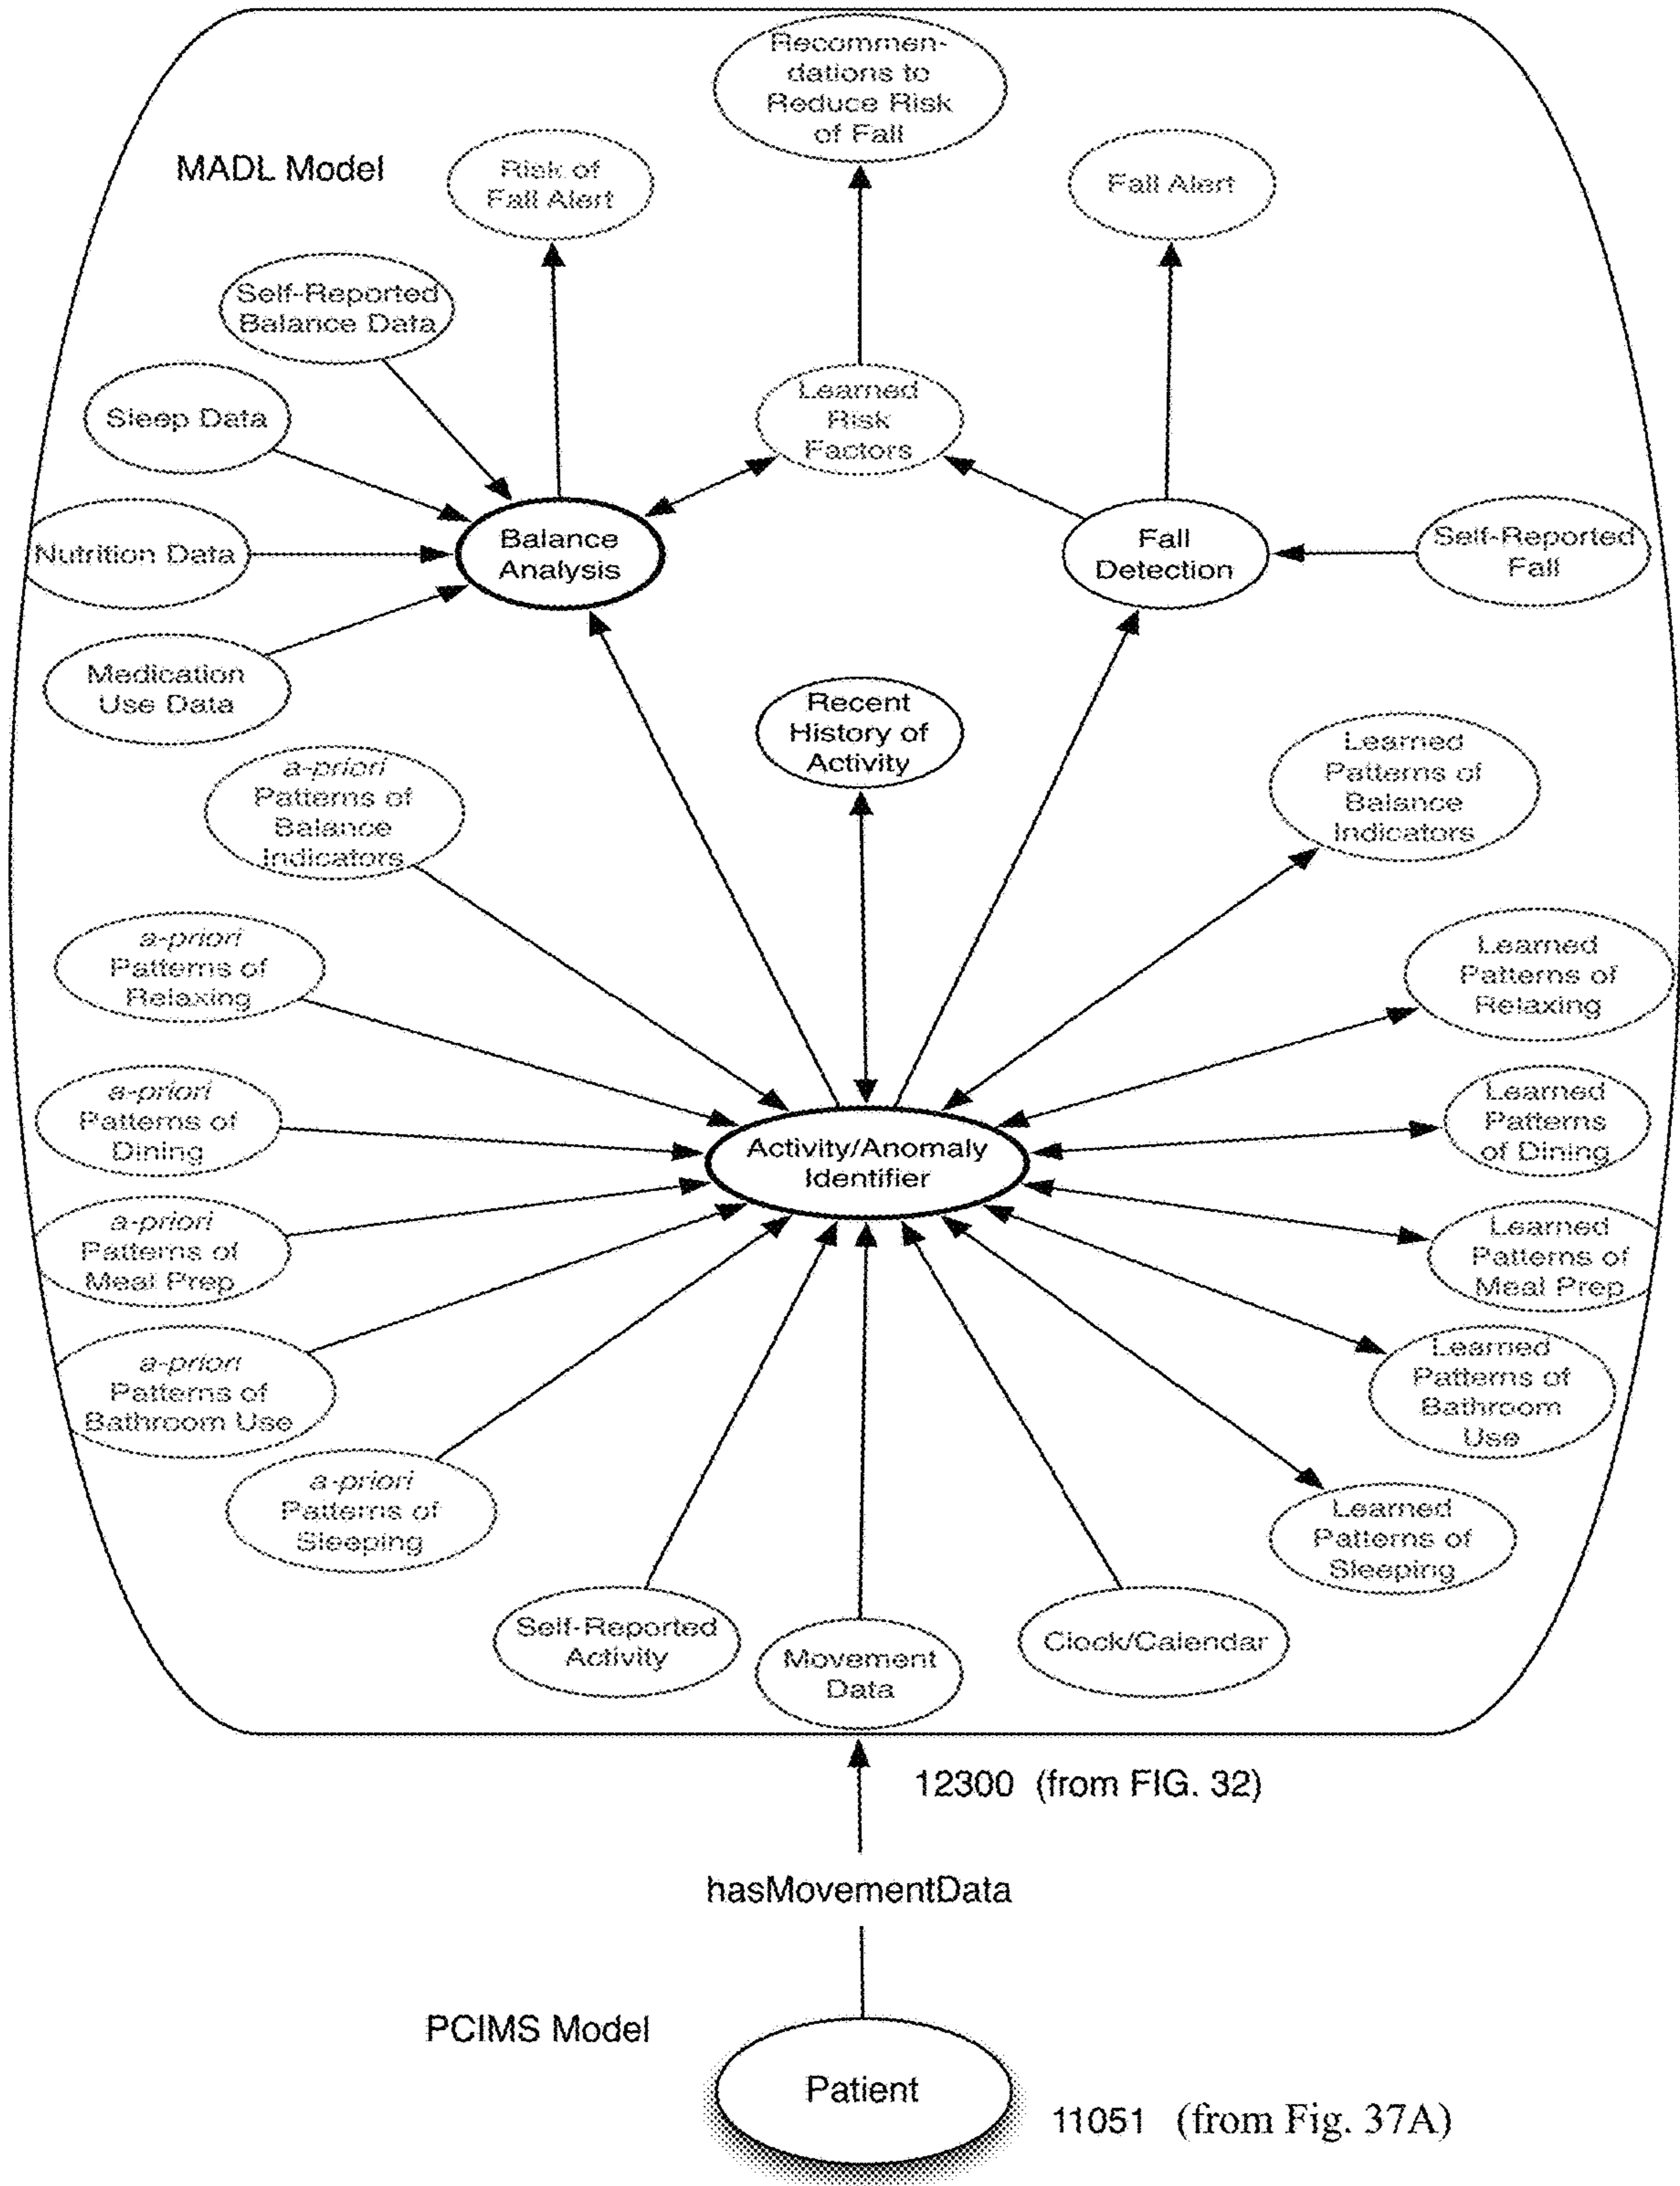 Recommen-
dations to
Reduce Risk
of Fall
MADL Model
Risk of
Fall Alert
Fall Alert
Self-Reported
Balance Data
Sleep Data
Learned
Risk
Factors
Nutrition Data
Balance
Analysis
Fall
Detection
Self-Reported
Fall
Medication
Use Data
Recent
History of
Activity
a-priori
Patterns of
Balance
Indicators
Learned
Patterns of
Balance
Indicators
a-priori
Patterns of
Relaxing
Learned
Patterns of
Relaxing
a-priori
Patterns of
Dining
Activity/Anomaly
Identifier
Learned
Patterns
of Dining
a-priori
Patterns of
Meal Prep
Learned
Patterns of
Meal Prep
a-priori
Patterns of
Bathroom Use
Learned
Patterns of
Bathroom
Use
a-priori
Patterns of
Sleeping
Learned
Patterns of
Sleeping
Self-Reported
Activity
Movement
Data
Clock/Calendar
12300 (from FIG. 32)
hasMovementData
PCIMS Model
Patient
11051 (from Fig. 37A)